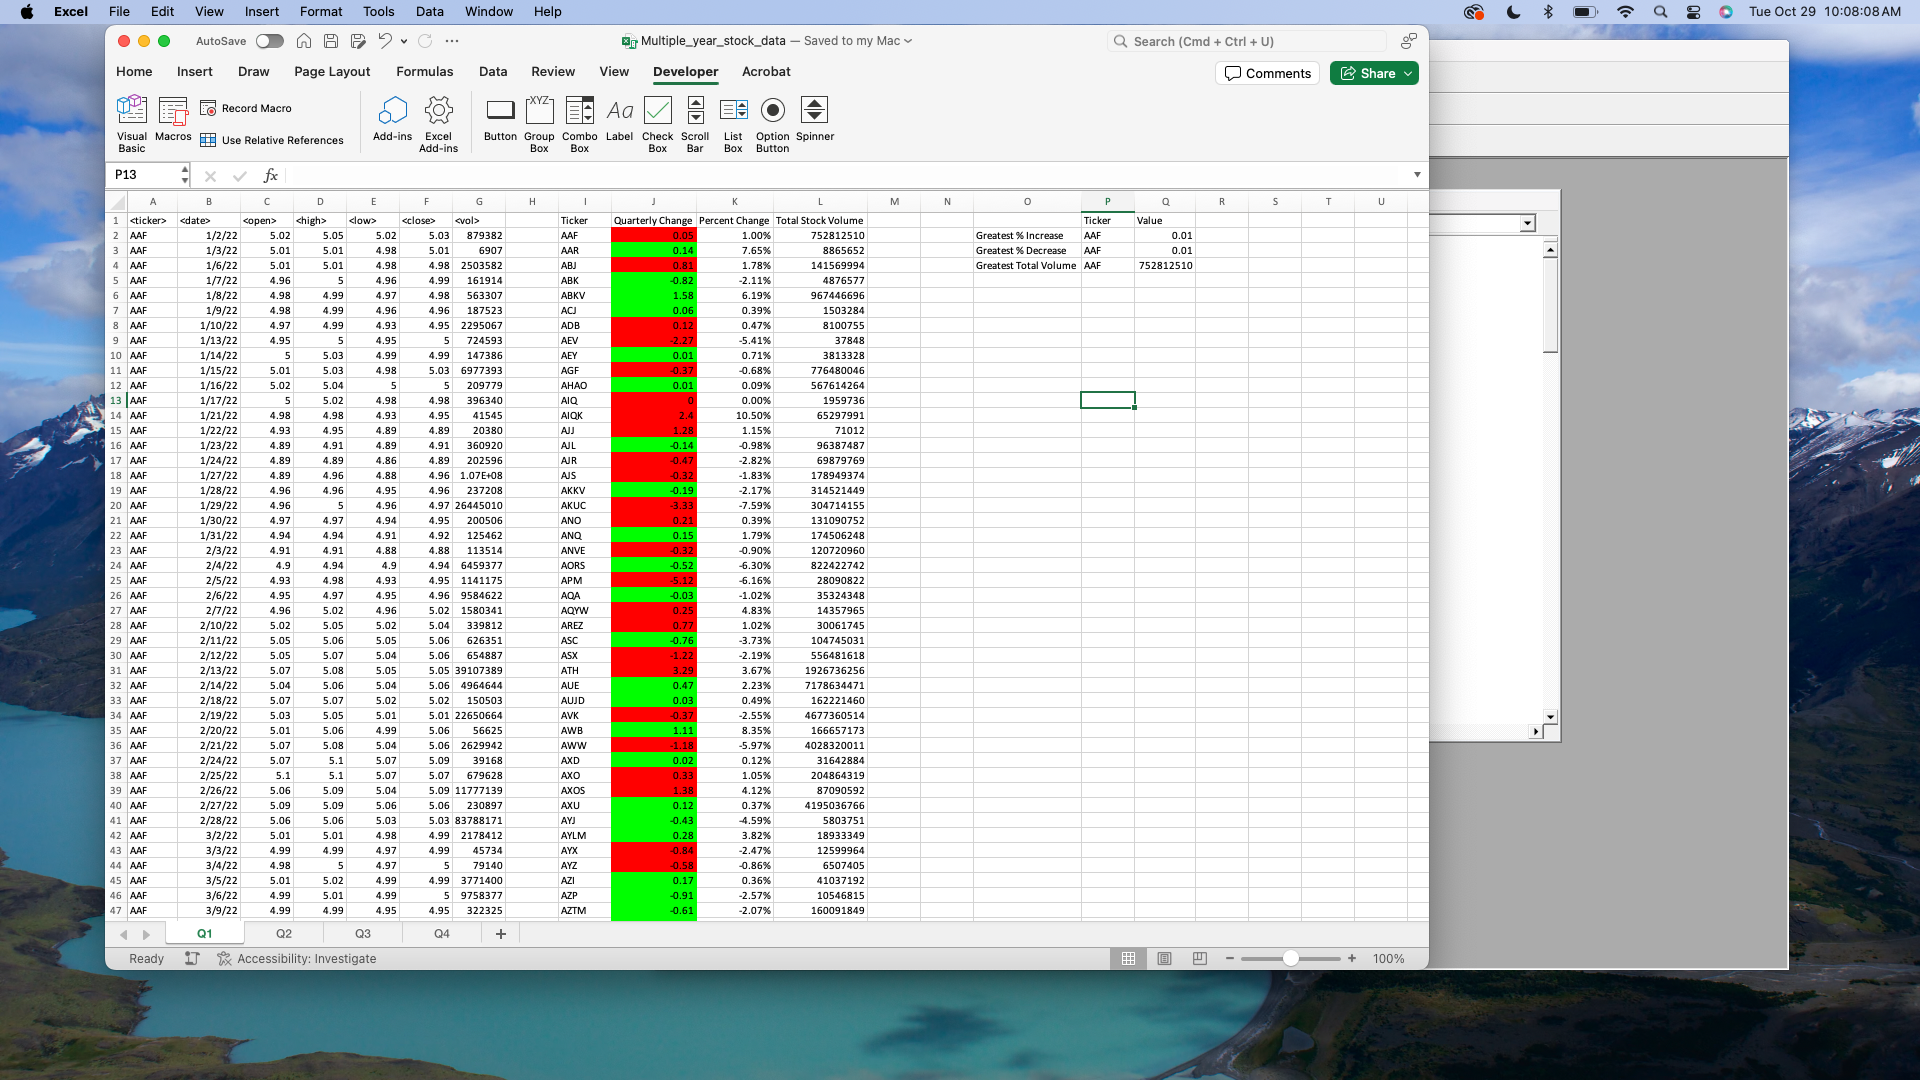 Excel File Edit View Insert Format Tools Data Window Help Tue Oct 29 10:08:08 AM
AutoSave Multiple_year_stock_data — Saved to my Mac Search (Cmd + Ctrl + U)
Home Insert Draw Page Layout Formulas Data Review View Developer Acrobat Comments Share
Visual Basic Macros Record Macro Use Relative References Add-ins Excel Add-ins Button Group Box Combo Box Label Check Box Scroll Bar List Box Option Button Spinner
P13 fx
A B C D E F G H I J K L M N O P Q R S T U
1 <ticker> <date> <open> <high> <low> <close> <vol> Ticker Quarterly Change Percent Change Total Stock Volume Ticker Value
2 AAF 1/2/22 5.02 5.05 5.02 5.03 879382 AAF 0.05 1.00% 752812510 Greatest % Increase AAF 0.01
3 AAF 1/3/22 5.01 5.01 4.98 5.01 6907 AAR 0.14 7.65% 8865652 Greatest % Decrease AAF 0.01
4 AAF 1/6/22 5.01 5.01 4.98 4.98 2503582 ABJ 0.81 1.78% 141569994 Greatest Total Volume AAF 752812510
5 AAF 1/7/22 4.96 5 4.96 4.99 161914 ABK -0.82 -2.11% 4876577
6 AAF 1/8/22 4.98 4.99 4.97 4.98 563307 ABKV 1.58 6.19% 967446696
7 AAF 1/9/22 4.98 4.99 4.96 4.96 187523 ACJ 0.06 0.39% 1503284
8 AAF 1/10/22 4.97 4.99 4.93 4.95 2295067 ADB 0.12 0.47% 8100755
9 AAF 1/13/22 4.95 5 4.95 5 724593 AEV -2.27 -5.41% 37848
10 AAF 1/14/22 5 5.03 4.99 4.99 147386 AEY 0.01 0.71% 3813328
11 AAF 1/15/22 5.01 5.03 4.98 5.03 6977393 AGF -0.37 -0.68% 776480046
12 AAF 1/16/22 5.02 5.04 5 5 209779 AHAO 0.01 0.09% 567614264
13 AAF 1/17/22 5 5.02 4.98 4.98 396340 AIQ 0 0.00% 1959736
14 AAF 1/21/22 4.98 4.98 4.93 4.95 41545 AIQK 2.4 10.50% 65297991
15 AAF 1/22/22 4.93 4.95 4.89 4.89 20380 AJJ 1.28 1.15% 71012
16 AAF 1/23/22 4.89 4.91 4.89 4.91 360920 AJL -0.14 -0.98% 96387487
17 AAF 1/24/22 4.89 4.89 4.86 4.89 202596 AJR -0.47 -2.82% 69879769
18 AAF 1/27/22 4.89 4.96 4.88 4.96 1.07E+08 AJS -0.32 -1.83% 178949374
19 AAF 1/28/22 4.96 4.96 4.95 4.96 237208 AKKV -0.19 -2.17% 314521449
20 AAF 1/29/22 4.96 5 4.96 4.97 26445010 AKUC -3.33 -7.59% 304714155
21 AAF 1/30/22 4.97 4.97 4.94 4.95 200506 ANO 0.21 0.39% 131090752
22 AAF 1/31/22 4.94 4.94 4.91 4.92 125462 ANQ 0.15 1.79% 174506248
23 AAF 2/3/22 4.91 4.91 4.88 4.88 113514 ANVE -0.32 -0.90% 120720960
24 AAF 2/4/22 4.9 4.94 4.9 4.94 6459377 AORS -0.52 -6.30% 822422742
25 AAF 2/5/22 4.93 4.98 4.93 4.95 1141175 APM -5.12 -6.16% 28090822
26 AAF 2/6/22 4.95 4.97 4.95 4.96 9584622 AQA -0.03 -1.02% 35324348
27 AAF 2/7/22 4.96 5.02 4.96 5.02 1580341 AQYW 0.25 4.83% 14357965
28 AAF 2/10/22 5.02 5.05 5.02 5.04 339812 AREZ 0.77 1.02% 30061745
29 AAF 2/11/22 5.05 5.06 5.05 5.06 626351 ASC -0.76 -3.73% 104745031
30 AAF 2/12/22 5.05 5.07 5.04 5.06 654887 ASX -1.22 -2.19% 556481618
31 AAF 2/13/22 5.07 5.08 5.05 5.05 39107389 ATH 3.29 3.67% 1926736256
32 AAF 2/14/22 5.04 5.06 5.04 5.06 4964644 AUE 0.47 2.23% 7178634471
33 AAF 2/18/22 5.07 5.07 5.02 5.02 150503 AUJD 0.03 0.49% 162221460
34 AAF 2/19/22 5.03 5.05 5.01 5.01 22650664 AVK -0.37 -2.55% 4677360514
35 AAF 2/20/22 5.01 5.06 4.99 5.06 56625 AWB 1.11 8.35% 166657173
36 AAF 2/21/22 5.07 5.08 5.04 5.06 2629942 AWW -1.18 -5.97% 4028320011
37 AAF 2/24/22 5.07 5.1 5.07 5.09 39168 AXD 0.02 0.12% 31642884
38 AAF 2/25/22 5.1 5.1 5.07 5.07 679628 AXO 0.33 1.05% 204864319
39 AAF 2/26/22 5.06 5.09 5.04 5.09 11777139 AXOS 1.38 4.12% 87090592
40 AAF 2/27/22 5.09 5.09 5.06 5.06 230897 AXU 0.12 0.37% 4195036766
41 AAF 2/28/22 5.06 5.06 5.03 5.03 83788171 AYJ -0.43 -4.59% 5803751
42 AAF 3/2/22 5.01 5.01 4.98 4.99 2178412 AYLM 0.28 3.82% 18933349
43 AAF 3/3/22 4.99 4.99 4.97 4.99 45734 AYX -0.84 -2.47% 12599964
44 AAF 3/4/22 4.98 5 4.97 5 79140 AYZ -0.58 -0.86% 6507405
45 AAF 3/5/22 5.01 5.02 4.99 4.99 3771400 AZI 0.17 0.36% 41037192
46 AAF 3/6/22 4.99 5.01 4.99 5 9758377 AZP -0.91 -2.57% 10546815
47 AAF 3/9/22 4.99 4.99 4.95 4.95 322325 AZTM -0.61 -2.07% 160091849
Q1 Q2 Q3 Q4
Ready Accessibility: Investigate 100%